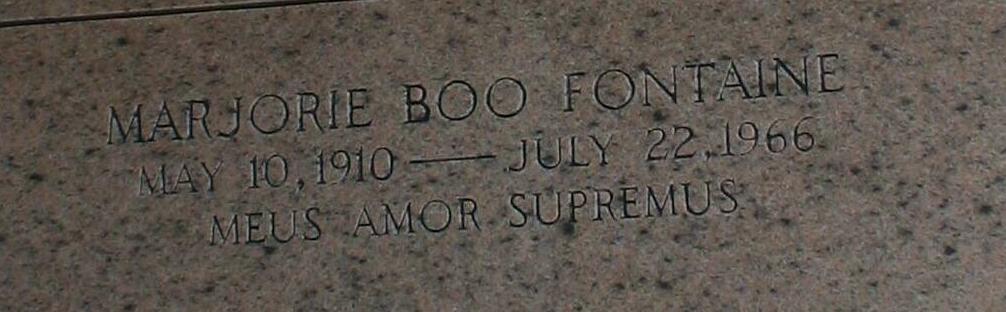 MARJORIE BOO FONTAINE
MAY 10, 1910 — JULY 22, 1966
MEUS AMOR SUPREMUS